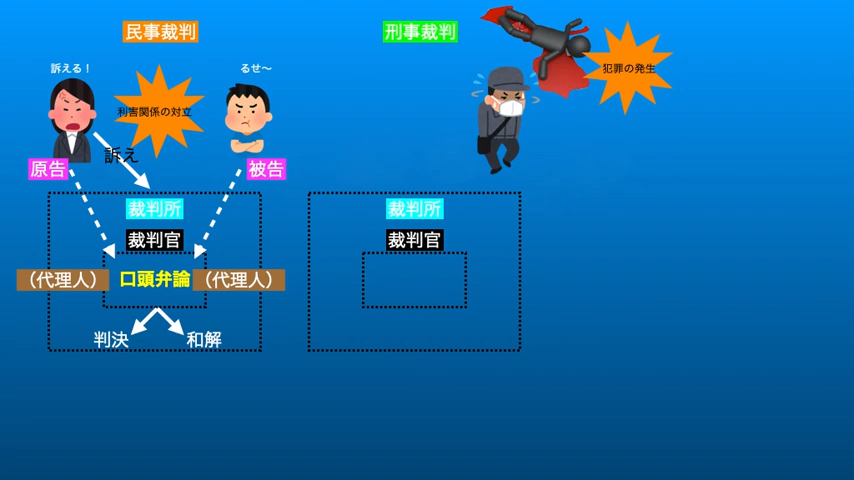 民事裁判
刑事裁判
訴える！
るせ〜
利害関係の対立
犯罪の発生
訴え
原告
被告
裁判所
裁判官
（代理人）
口頭弁論
（代理人）
判決
和解
裁判所
裁判官